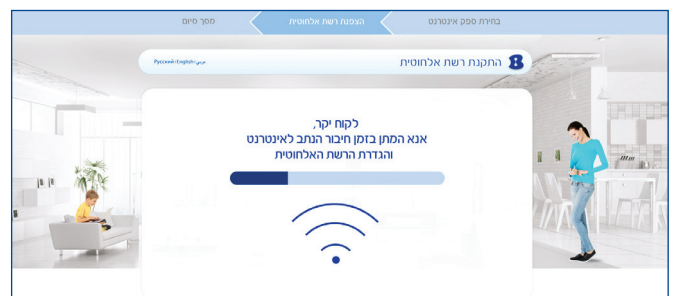 בחירת ספק אינטרנט
הצפנת רשת אלחוטית
מסך סיום
התקנת רשת אלחוטית
عربي | English | Русский
לקוח יקר,
אנא המתן בזמן חיבור הנתב לאינטרנט
והגדרת הרשת האלחוטית